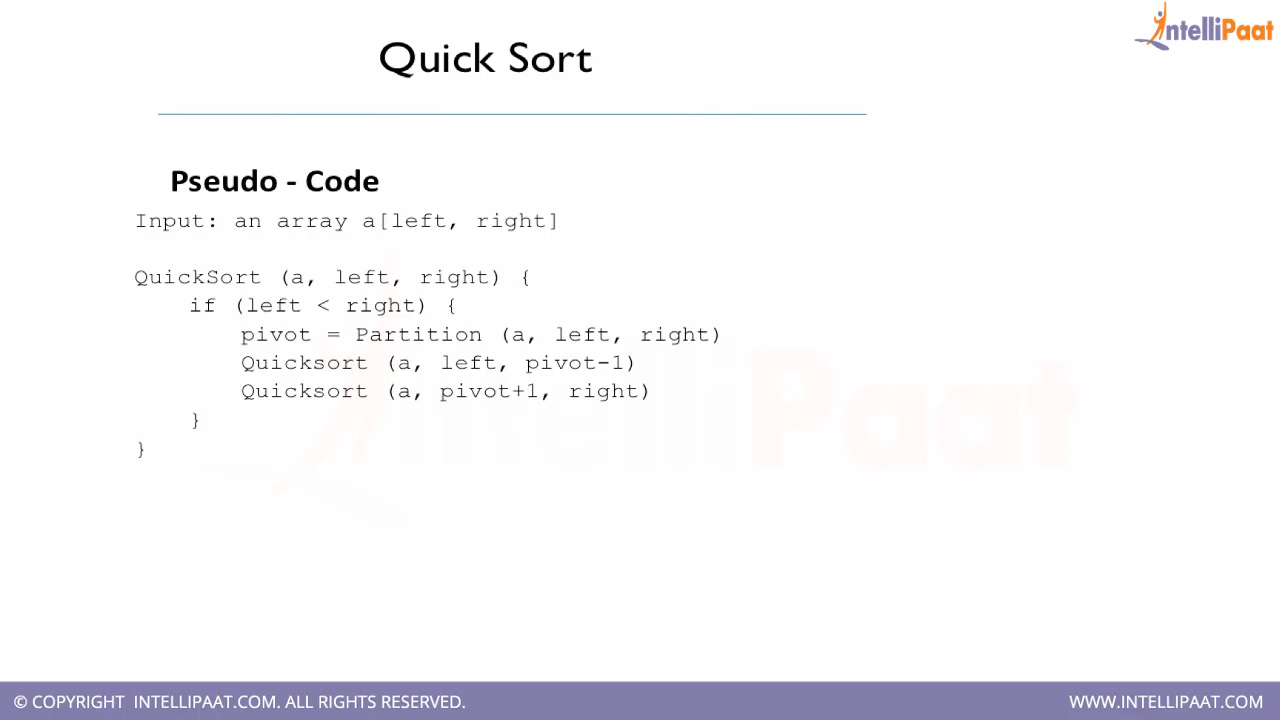 IntelliPaat
Quick Sort
Pseudo - Code
Input: an array a[left, right]
QuickSort (a, left, right) {
if (left < right) {
pivot = Partition (a, left, right)
Quicksort (a, left, pivot-1)
Quicksort (a, pivot+1, right)
}
}
IntelliPaat
© COPYRIGHT INTELLIPAAT.COM. ALL RIGHTS RESERVED.
WWW.INTELLIPAAT.COM